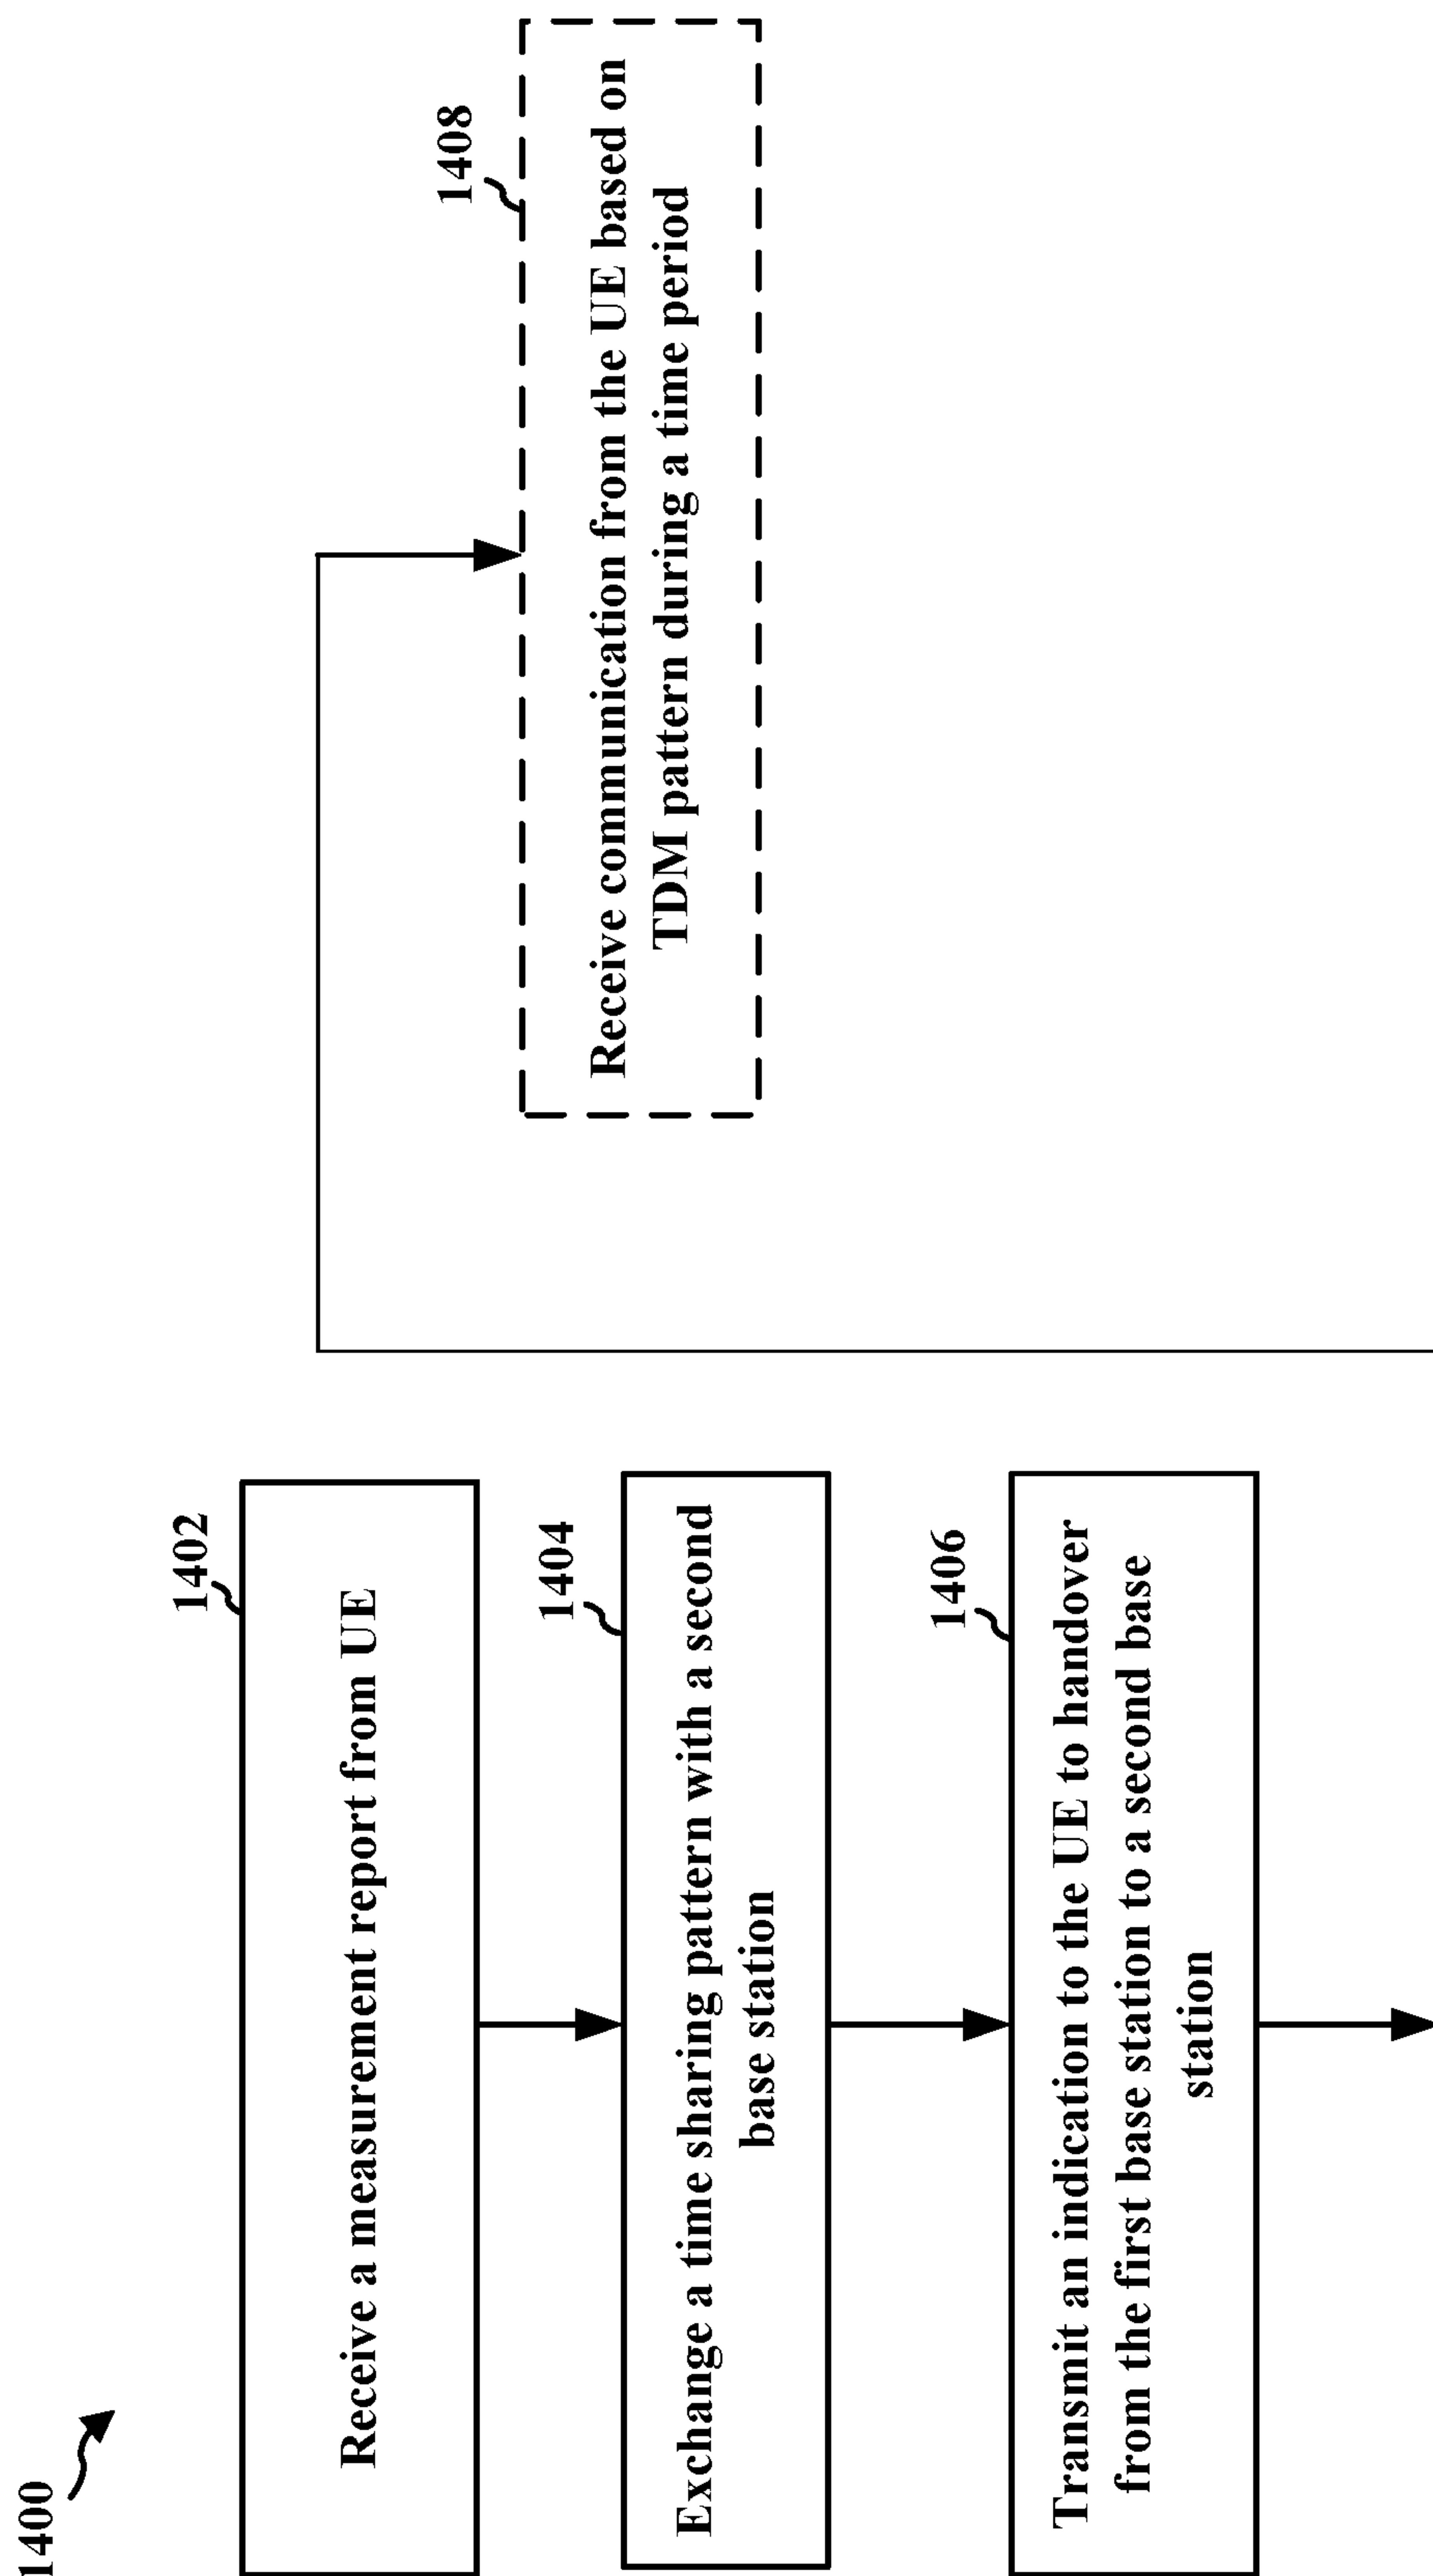 1400
1402
Receive a measurement report from UE
1404
Exchange a time sharing pattern with a second
base station
1406
Transmit an indication to the UE to handover
from the first base station to a second base
station
1408
Receive communication from the UE based on
TDM pattern during a time period